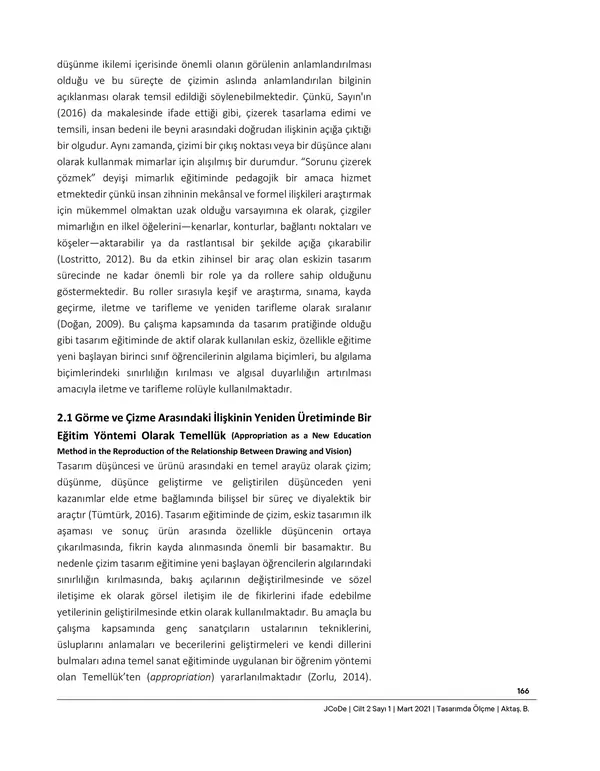 düşünme ikilemi içerisinde önemli olanın görülenin anlamlandırılması
olduğu ve bu süreçte de çizimin aslında anlamlandırılan bilginin
açıklanması olarak temsil edildiği söylenebilmektedir. Çünkü, Sayın'ın
(2016) da makalesinde ifade ettiği gibi, çizerek tasarlama edimi ve
temsili, insan bedeni ile beyni arasındaki doğrudan ilişkinin açığa çıktığı
bir olgudur. Aynı zamanda, çizimi bir çıkış noktası veya bir düşünce alanı
olarak kullanmak mimarlar için alışılmış bir durumdur. “Sorunu çizerek
çözmek” deyişi mimarlık eğitiminde pedagojik bir amaca hizmet
etmektedir çünkü insan zihninin mekânsal ve formel ilişkileri araştırmak
için mükemmel olmaktan uzak olduğu varsayımına ek olarak, çizgiler
mimarlığın en ilkel öğelerini—kenarlar, konturlar, bağlantı noktaları ve
köşeler—aktarabilir ya da rastlantısal bir şekilde açığa çıkarabilir
(Lostritto, 2012). Bu da etkin zihinsel bir araç olan eskizin tasarım
sürecinde ne kadar önemli bir role ya da rollere sahip olduğunu
göstermektedir. Bu roller sırasıyla keşif ve araştırma, sınama, kayda
geçirme, iletme ve tarifleme ve yeniden tarifleme olarak sıralanır
(Doğan, 2009). Bu çalışma kapsamında da tasarım pratiğinde olduğu
gibi tasarım eğitiminde de aktif olarak kullanılan eskiz, özellikle eğitime
yeni başlayan birinci sınıf öğrencilerinin algılama biçimleri, bu algılama
biçimlerindeki sınırlılığın kırılması ve algısal duyarlılığın artırılması
amacıyla iletme ve tarifleme rolüyle kullanılmaktadır.
2.1 Görme ve Çizme Arasındaki İlişkinin Yeniden Üretiminde Bir
Eğitim Yöntemi Olarak Temellük (Appropriation as a New Education
Method in the Reproduction of the Relationship Between Drawing and Vision)
Tasarım düşüncesi ve ürünü arasındaki en temel arayüz olarak çizim;
düşünme, düşünce geliştirme ve geliştirilen düşünceden yeni
kazanımlar elde etme bağlamında bilişsel bir süreç ve diyalektik bir
araçtır (Tümtürk, 2016). Tasarım eğitiminde de çizim, eskiz tasarımın ilk
aşaması ve sonuç ürün arasında özellikle düşüncenin ortaya
çıkarılmasında, fikrin kayda alınmasında önemli bir basamaktır. Bu
nedenle çizim tasarım eğitimine yeni başlayan öğrencilerin algılarındaki
sınırlılığın kırılmasında, bakış açılarının değiştirilmesinde ve sözel
iletişime ek olarak görsel iletişim ile de fikirlerini ifade edebilme
yetilerinin geliştirilmesinde etkin olarak kullanılmaktadır. Bu amaçla bu
çalışma kapsamında genç sanatçıların ustalarının tekniklerini,
üsluplarını anlamaları ve becerilerini geliştirmeleri ve kendi dillerini
bulmaları adına temel sanat eğitiminde uygulanan bir öğrenim yöntemi
olan Temellük’ten (appropriation) yararlanılmaktadır (Zorlu, 2014).
166
JCoDe | Cilt 2 Sayı 1 | Mart 2021 | Tasarımda Ölçme | Aktaş, B.